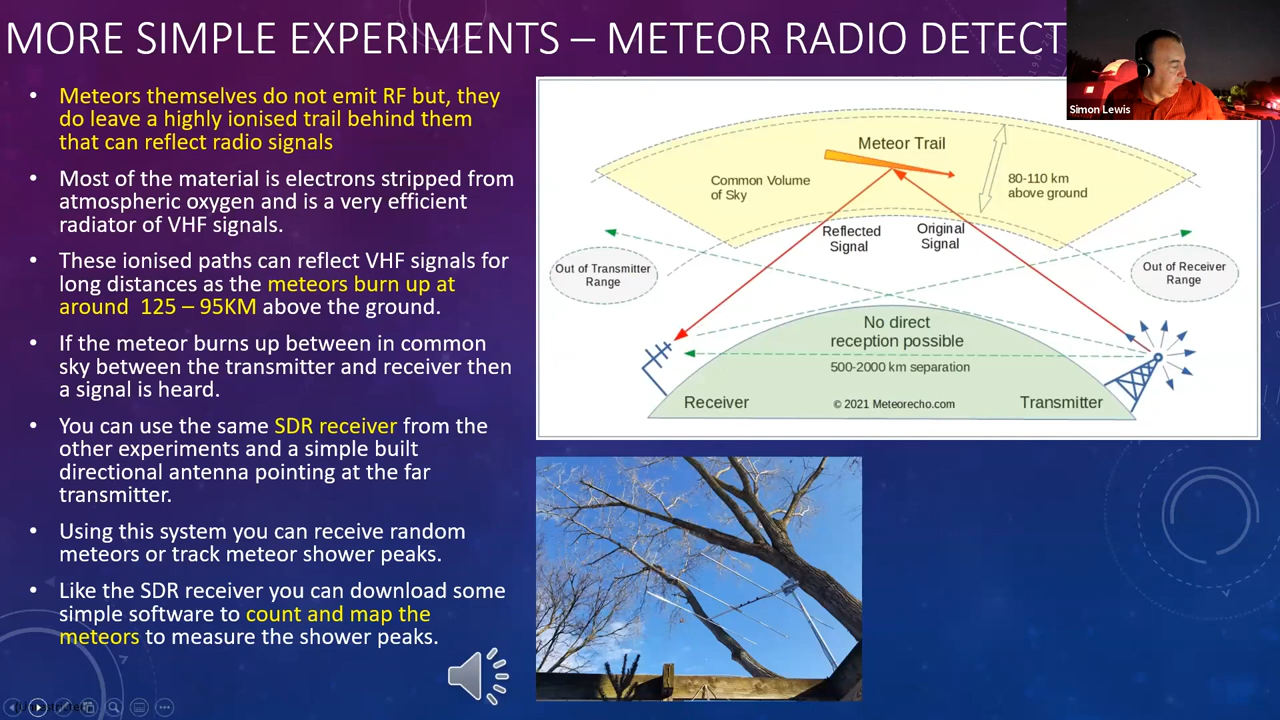 MORE SIMPLE EXPERIMENTS – METEOR RADIO DETECT
Simon Lewis
• Meteors themselves do not emit RF but, they
do leave a highly ionised trail behind them
that can reflect radio signals
• Most of the material is electrons stripped from
atmospheric oxygen and is a very efficient
radiator of VHF signals.
• These ionised paths can reflect VHF signals for
long distances as the meteors burn up at
around 125 – 95KM above the ground.
• If the meteor burns up between in common
sky between the transmitter and receiver then
a signal is heard.
• You can use the same SDR receiver from the
other experiments and a simple built
directional antenna pointing at the far
transmitter.
• Using this system you can receive random
meteors or track meteor shower peaks.
• Like the SDR receiver you can download some
simple software to count and map the
meteors to measure the shower peaks.
Meteor Trail
Common Volume
of Sky
80-110 km
above ground
Reflected
Signal
Original
Signal
Out of Transmitter
Range
Out of Receiver
Range
No direct
reception possible
500-2000 km separation
Receiver
© 2021 Meteorecho.com
Transmitter